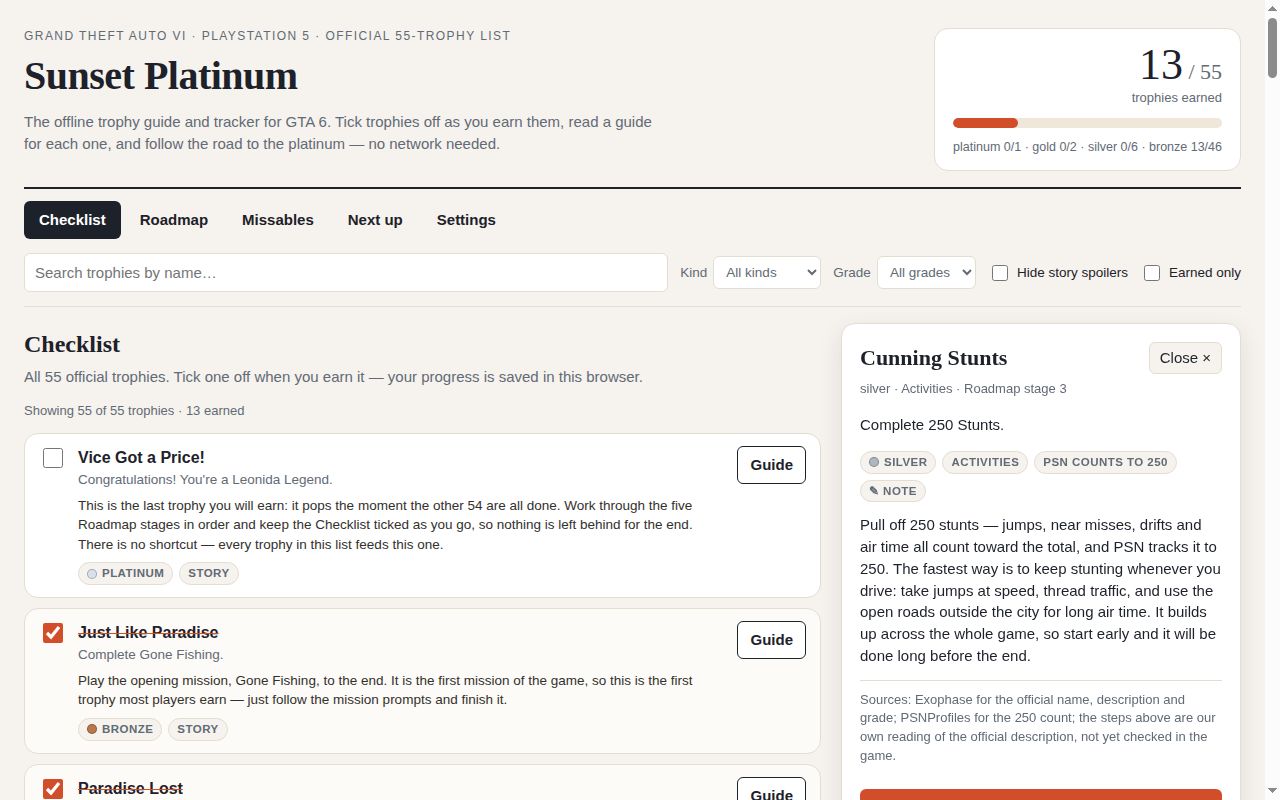 GRAND THEFT AUTO VI · PLAYSTATION 5 · OFFICIAL 55-TROPHY LIST
Sunset Platinum
The offline trophy guide and tracker for GTA 6. Tick trophies off as you earn them, read a guide
for each one, and follow the road to the platinum — no network needed.
13 / 55
trophies earned
platinum 0/1 · gold 0/2 · silver 0/6 · bronze 13/46
Checklist Roadmap Missables Next up Settings
Search trophies by name… Kind All kinds Grade All grades Hide story spoilers Earned only
Checklist
All 55 official trophies. Tick one off when you earn it — your progress is saved in this browser.
Showing 55 of 55 trophies · 13 earned
Vice Got a Price!
Guide
Congratulations! You're a Leonida Legend.
This is the last trophy you will earn: it pops the moment the other 54 are all done. Work through the five
Roadmap stages in order and keep the Checklist ticked as you go, so nothing is left behind for the end.
There is no shortcut — every trophy in this list feeds this one.
PLATINUM STORY
Just Like Paradise
Guide
Complete Gone Fishing.
Play the opening mission, Gone Fishing, to the end. It is the first mission of the game, so this is the first
trophy most players earn — just follow the mission prompts and finish it.
BRONZE STORY
Paradise Lost
Guide
Cunning Stunts
Close ×
silver · Activities · Roadmap stage 3
Complete 250 Stunts.
SILVER ACTIVITIES PSN COUNTS TO 250
✎ NOTE
Pull off 250 stunts — jumps, near misses, drifts and
air time all count toward the total, and PSN tracks it to
250. The fastest way is to keep stunting whenever you
drive: take jumps at speed, thread traffic, and use the
open roads outside the city for long air time. It builds
up across the whole game, so start early and it will be
done long before the end.
Sources: Exophase for the official name, description and
grade; PSNProfiles for the 250 count; the steps above are our
own reading of the official description, not yet checked in the
game.